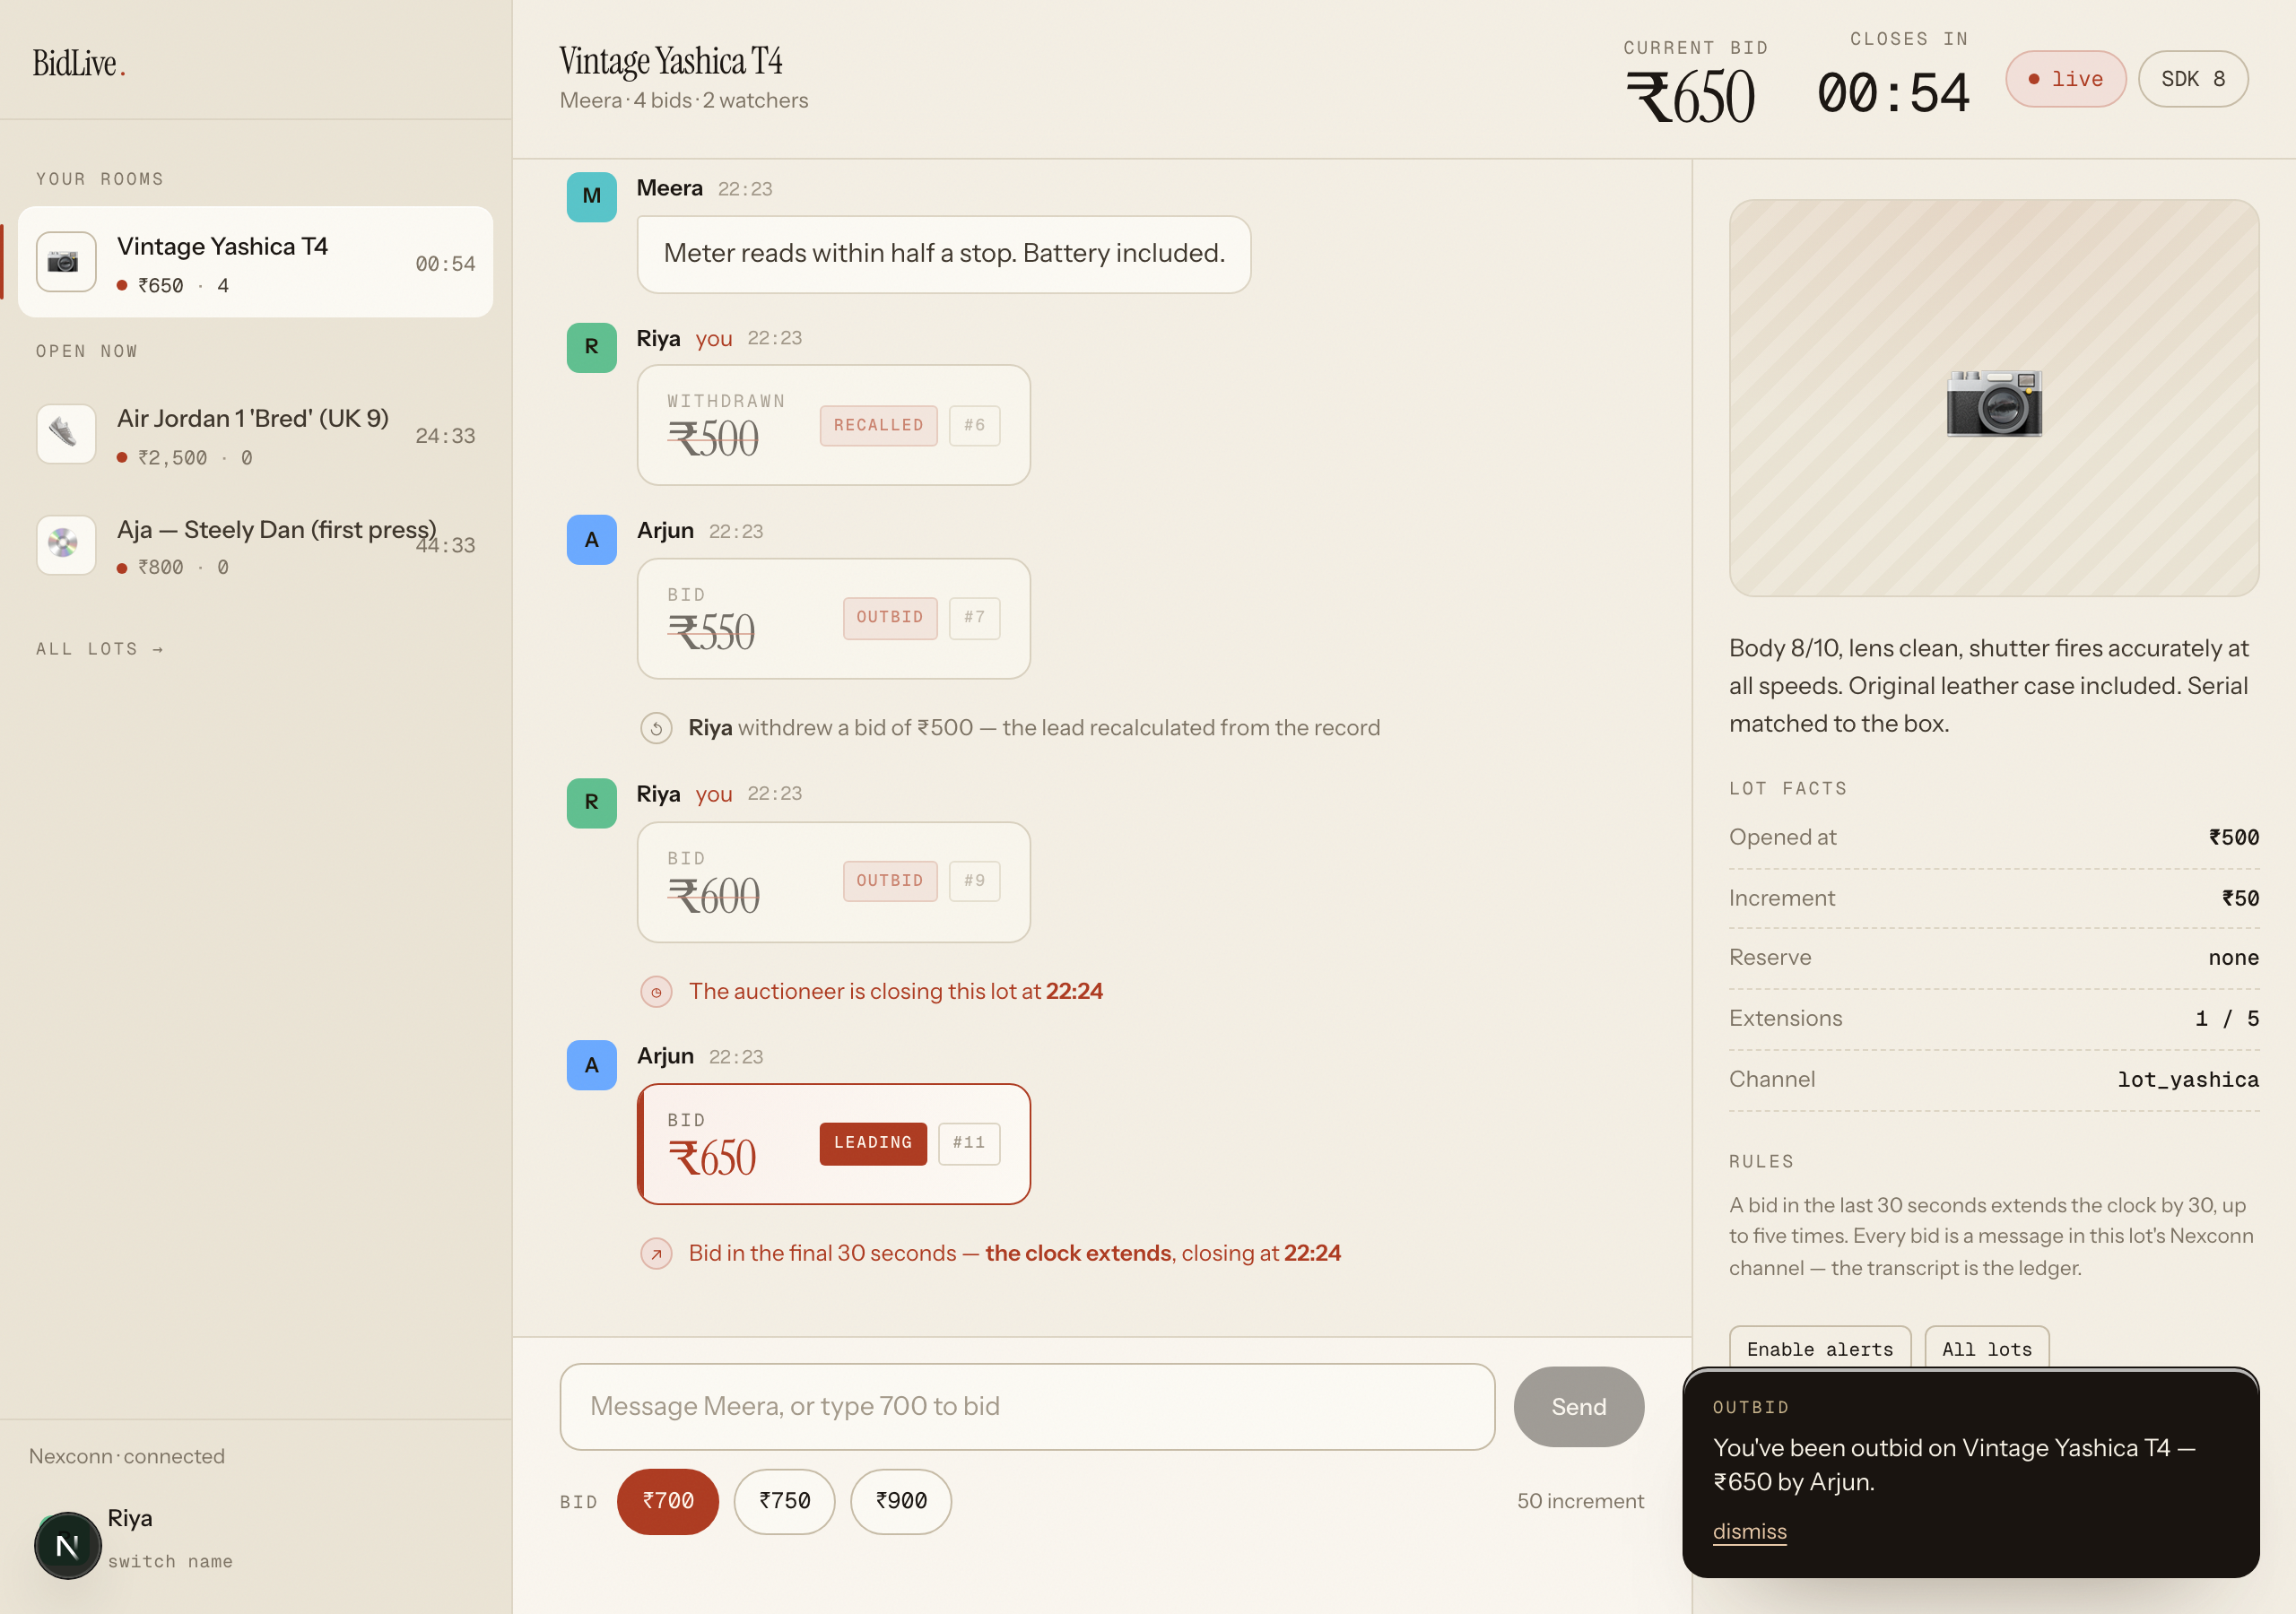 BidLive.
YOUR ROOMS
Vintage Yashica T4
00:54
₹650 · 4
OPEN NOW
Air Jordan 1 'Bred' (UK 9)
24:33
₹2,500 · 0
Aja — Steely Dan (first press)
44:33
₹800 · 0
ALL LOTS →
Nexconn · connected
N
Riya
switch name
Vintage Yashica T4
Meera · 4 bids · 2 watchers
CURRENT BID
₹650
CLOSES IN
00:54
live
SDK 8
M
Meera 22:23
Meter reads within half a stop. Battery included.
R
Riya you 22:23
WITHDRAWN
₹500
RECALLED
#6
A
Arjun 22:23
BID
₹550
OUTBID
#7
Riya withdrew a bid of ₹500 — the lead recalculated from the record
R
Riya you 22:23
BID
₹600
OUTBID
#9
The auctioneer is closing this lot at 22:24
A
Arjun 22:23
BID
₹650
LEADING
#11
Bid in the final 30 seconds — the clock extends, closing at 22:24
Message Meera, or type 700 to bid
Send
BID
₹700
₹750
₹900
50 increment
Body 8/10, lens clean, shutter fires accurately at
all speeds. Original leather case included. Serial
matched to the box.
LOT FACTS
Opened at ₹500
Increment ₹50
Reserve none
Extensions 1 / 5
Channel lot_yashica
RULES
A bid in the last 30 seconds extends the clock by 30, up
to five times. Every bid is a message in this lot's Nexconn
channel — the transcript is the ledger.
Enable alerts
All lots
OUTBID
You've been outbid on Vintage Yashica T4 —
₹650 by Arjun.
dismiss